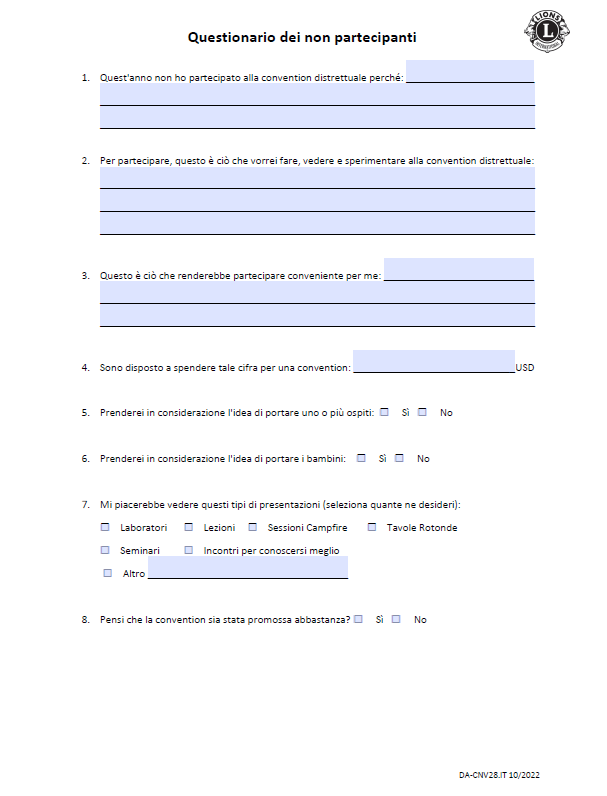 Questionario dei non partecipanti
LIONS
L
INTERNATIONAL
1. Quest'anno non ho partecipato alla convention distrettuale perché:
2. Per partecipare, questo è ciò che vorrei fare, vedere e sperimentare alla convention distrettuale:
3. Questo è ciò che renderebbe partecipare conveniente per me:
4. Sono disposto a spendere tale cifra per una convention: USD
5. Prenderei in considerazione l'idea di portare uno o più ospiti: Sì No
6. Prenderei in considerazione l'idea di portare i bambini: Sì No
7. Mi piacerebbe vedere questi tipi di presentazioni (seleziona quante ne desideri):
Laboratori Lezioni Sessioni Campfire Tavole Rotonde
Seminari Incontri per conoscersi meglio
Altro
8. Pensi che la convention sia stata promossa abbastanza? Sì No
DA-CNV28.IT 10/2022